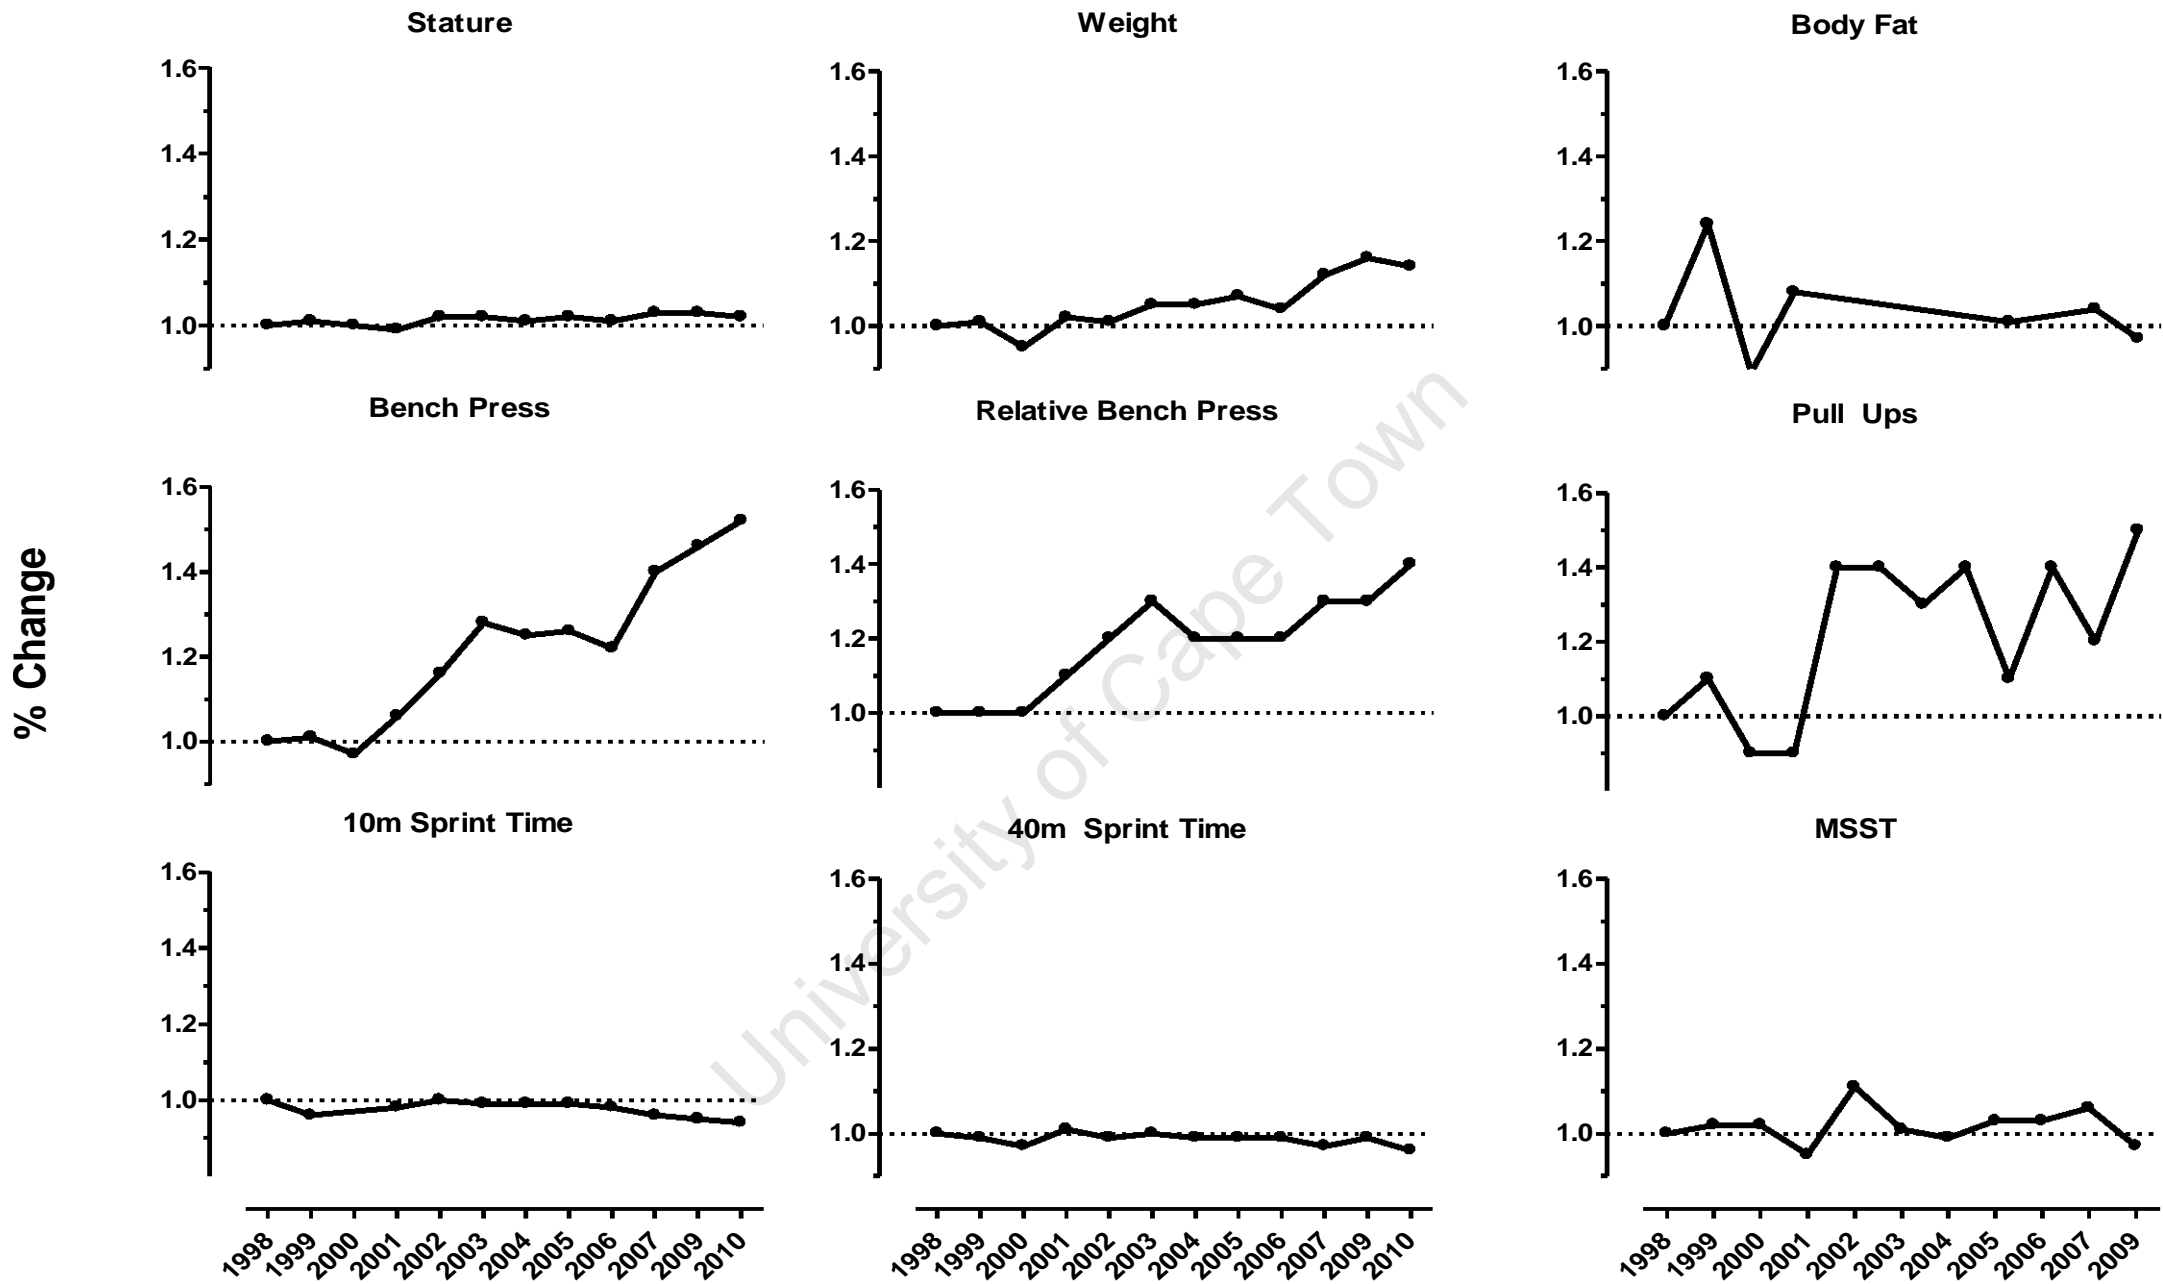 Stature
Weight
Body Fat
1.6
1.4
1.2
1.0
1.6
1.4
1.2
1.0
1.6
1.4
1.2
1.0
Bench Press
Relative Bench Press
Pull Ups
1.6
1.4
1.2
1.0
1.6
1.4
1.2
1.0
1.6
1.4
1.2
1.0
% Change
10m Sprint Time
40m Sprint Time
MSST
1.6
1.4
1.2
1.0
1.6
1.4
1.2
1.0
1.6
1.4
1.2
1.0
1998 1999 2000 2001 2002 2003 2004 2005 2006 2007 2009 2010
1998 1999 2000 2001 2002 2003 2004 2005 2006 2007 2009 2010
1998 1999 2000 2001 2002 2003 2004 2005 2006 2007 2009
University of Cape Town